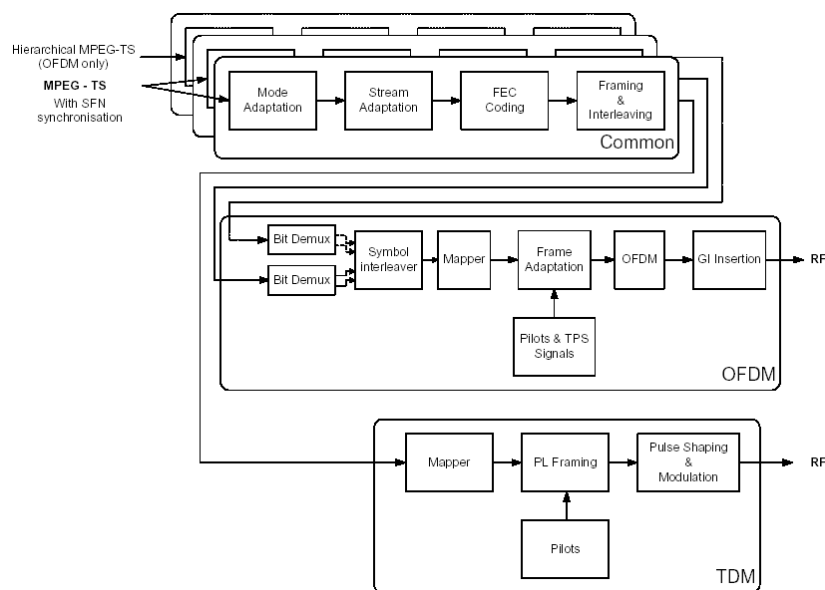 Hierarchical MPEG-TS
(OFDM only)
MPEG - TS
With SFN
synchronisation
Mode
Adaptation
Stream
Adaptation
FEC
Coding
Framing
&
Interleaving
Common
Bit Demux
Bit Demux
Symbol
interleaver
Mapper
Frame
Adaptation
OFDM
GI Insertion
RF
Pilots & TPS
Signals
OFDM
Mapper
PL Framing
Pulse Shaping
&
Modulation
RF
Pilots
TDM